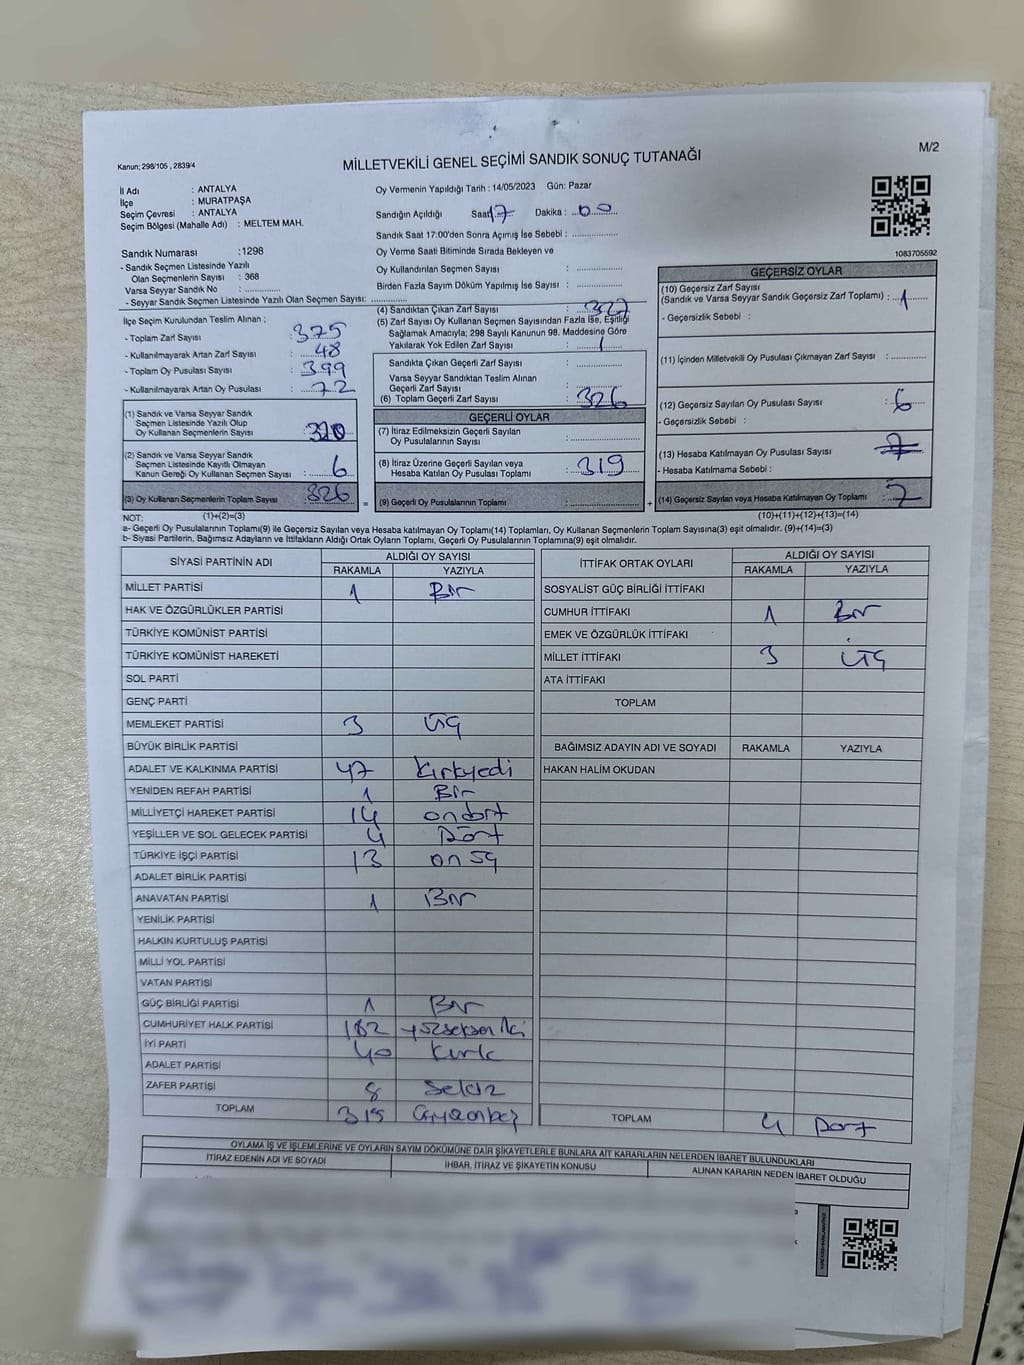 M/2
Kanun; 298/105 , 2839/4
MİLLETVEKİLİ GENEL SEÇİMİ SANDIK SONUÇ TUTANAĞI
İl Adı : ANTALYA
İlçe : MURATPAŞA
Seçim Çevresi : ANTALYA
Seçim Bölgesi (Mahalle Adı) : MELTEM MAH.
Oy Vermenin Yapıldığı Tarih : 14/05/2023 Gün: Pazar
Sandığın Açıldığı Saat 17 Dakika : 00
Sandık Saat 17:00'den Sonra Açımış İse Sebebi :
1083705592
Sandık Numarası :1298
- Sandık Seçmen Listesinde Yazılı
Olan Seçmenlerin Sayısı : 368
Varsa Seyyar Sandık No :
- Seyyar Sandık Seçmen Listesinde Yazılı Olan Seçmen Sayısı:
Oy Verme Saati Bitiminde Sırada Bekleyen ve
Oy Kullandırılan Seçmen Sayısı :
Birden Fazla Sayım Döküm Yapılmış İse Sayısı :
İlçe Seçim Kurulundan Teslim Alınan ;
- Toplam Zarf Sayısı : 375
- Kullanılmayarak Artan Zarf Sayısı : 48
- Toplam Oy Pusulası Sayısı : 399
- Kullanılmayarak Artan Oy Pusulası : 72
(1) Sandık ve Varsa Seyyar Sandık
Seçmen Listesinde Yazılı Olup
Oy Kullanan Seçmenlerin Sayısı : 320
(2) Sandık ve Varsa Seyyar Sandık
Seçmen Listesinde Kayıtlı Olmayan
Kanun Gereği Oy Kullanan Seçmen Sayısı : 6
(3) Oy Kullanan Seçmenlerin Toplam Sayısı 326
(1)+(2)=(3)
(4) Sandıktan Çıkan Zarf Sayısı : 327
(5) Zarf Sayısı Oy Kullanan Seçmen Sayısından Fazla İse, Eşitliği
Sağlamak Amacıyla; 298 Sayılı Kanunun 98. Maddesine Göre
Yakılarak Yok Edilen Zarf Sayısı : 1
Sandıkta Çıkan Geçerli Zarf Sayısı :
Varsa Seyyar Sandıktan Teslim Alınan
Geçerli Zarf Sayısı :
(6) Toplam Geçerli Zarf Sayısı : 326
GEÇERLİ OYLAR
(7) İtiraz Edilmeksizin Geçerli Sayılan
Oy Pusulalarının Sayısı :
(8) İtiraz Üzerine Geçerli Sayılan veya
Hesaba Katılan Oy Pusulası Toplamı : 319
= (9) Geçerli Oy Pusulalarının Toplamı :
GEÇERSİZ OYLAR
(10) Geçersiz Zarf Sayısı
(Sandık ve Varsa Seyyar Sandık Geçersiz Zarf Toplamı) : 1
- Geçersizlik Sebebi :
(11) İçinden Milletvekili Oy Pusulası Çıkmayan Zarf Sayısı :
(12) Geçersiz Sayılan Oy Pusulası Sayısı : 6
- Geçersizlik Sebebi :
(13) Hesaba Katılmayan Oy Pusulası Sayısı
- Hesaba Katılmama Sebebi :
+ (14) Geçersiz Sayılan veya Hesaba Katılmayan Oy Toplamı : 7
(10)+(11)+(12)+(13)=(14)
NOT:
a- Geçerli Oy Pusulalarının Toplamı(9) ile Geçersiz Sayılan veya Hesaba katılmayan Oy Toplamı(14) Toplamları, Oy Kullanan Seçmenlerin Toplam Sayısına(3) eşit olmalıdır. (9)+(14)=(3)
b- Siyasi Partilerin, Bağımsız Adayların ve İttifakların Aldığı Ortak Oyların Toplamı, Geçerli Oy Pusulalarının Toplamına(9) eşit olmalıdır.
SİYASİ PARTİNİN ADI ALDIĞI OY SAYISI
RAKAMLA YAZIYLA
MİLLET PARTİSİ 1 Bir
HAK VE ÖZGÜRLÜKLER PARTİSİ
TÜRKİYE KOMÜNİST PARTİSİ
TÜRKİYE KOMÜNİST HAREKETİ
SOL PARTİ
GENÇ PARTİ
MEMLEKET PARTİSİ 3 üç
BÜYÜK BİRLİK PARTİSİ
ADALET VE KALKINMA PARTİSİ 47 Kırkyedi
YENİDEN REFAH PARTİSİ 1 Bir
MİLLİYETÇİ HAREKET PARTİSİ 14 ondört
YEŞİLLER VE SOL GELECEK PARTİSİ 4 Dört
TÜRKİYE İŞÇİ PARTİSİ 13 on üç
ADALET BİRLİK PARTİSİ
ANAVATAN PARTİSİ 1 Bir
YENİLİK PARTİSİ
HALKIN KURTULUŞ PARTİSİ
MİLLİ YOL PARTİSİ
VATAN PARTİSİ
GÜÇ BİRLİĞİ PARTİSİ 1 Bir
CUMHURİYET HALK PARTİSİ 182 yüzseksen iki
İYİ PARTİ 40 Kırk
ADALET PARTİSİ
ZAFER PARTİSİ 8 Sekiz
TOPLAM 315
İTTİFAK ORTAK OYLARI ALDIĞI OY SAYISI
RAKAMLA YAZIYLA
SOSYALİST GÜÇ BİRLİĞİ İTTİFAKI
CUMHUR İTTİFAKI 1 Bir
EMEK VE ÖZGÜRLÜK İTTİFAKI
MİLLET İTTİFAKI 3 üç
ATA İTTİFAKI
TOPLAM
BAĞIMSIZ ADAYIN ADI VE SOYADI RAKAMLA YAZIYLA
HAKAN HALİM OKUDAN
TOPLAM 4 Dört
OYLAMA İŞ VE İŞLEMLERİNE VE OYLARIN SAYIM DÖKÜMÜNE DAİR ŞİKAYETLERLE BUNLARA AİT KARARLARIN NELERDEN İBARET BULUNDUKLARI
İTİRAZ EDENİN ADI VE SOYADI İHBAR, İTİRAZ VE ŞİKAYETİN KONUSU ALINAN KARARIN NEDEN İBARET OLDUĞU